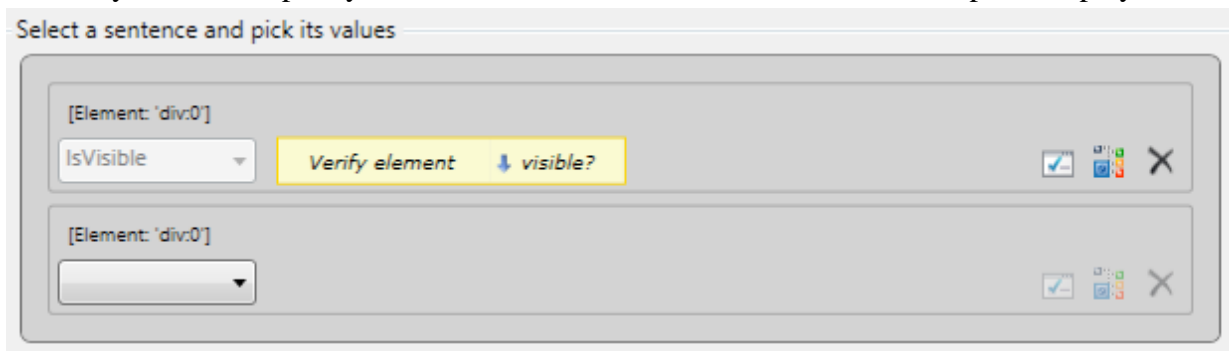 Select a sentence and pick its values
[Element: 'div:0']
IsVisible Verify element visible?
[Element: 'div:0']